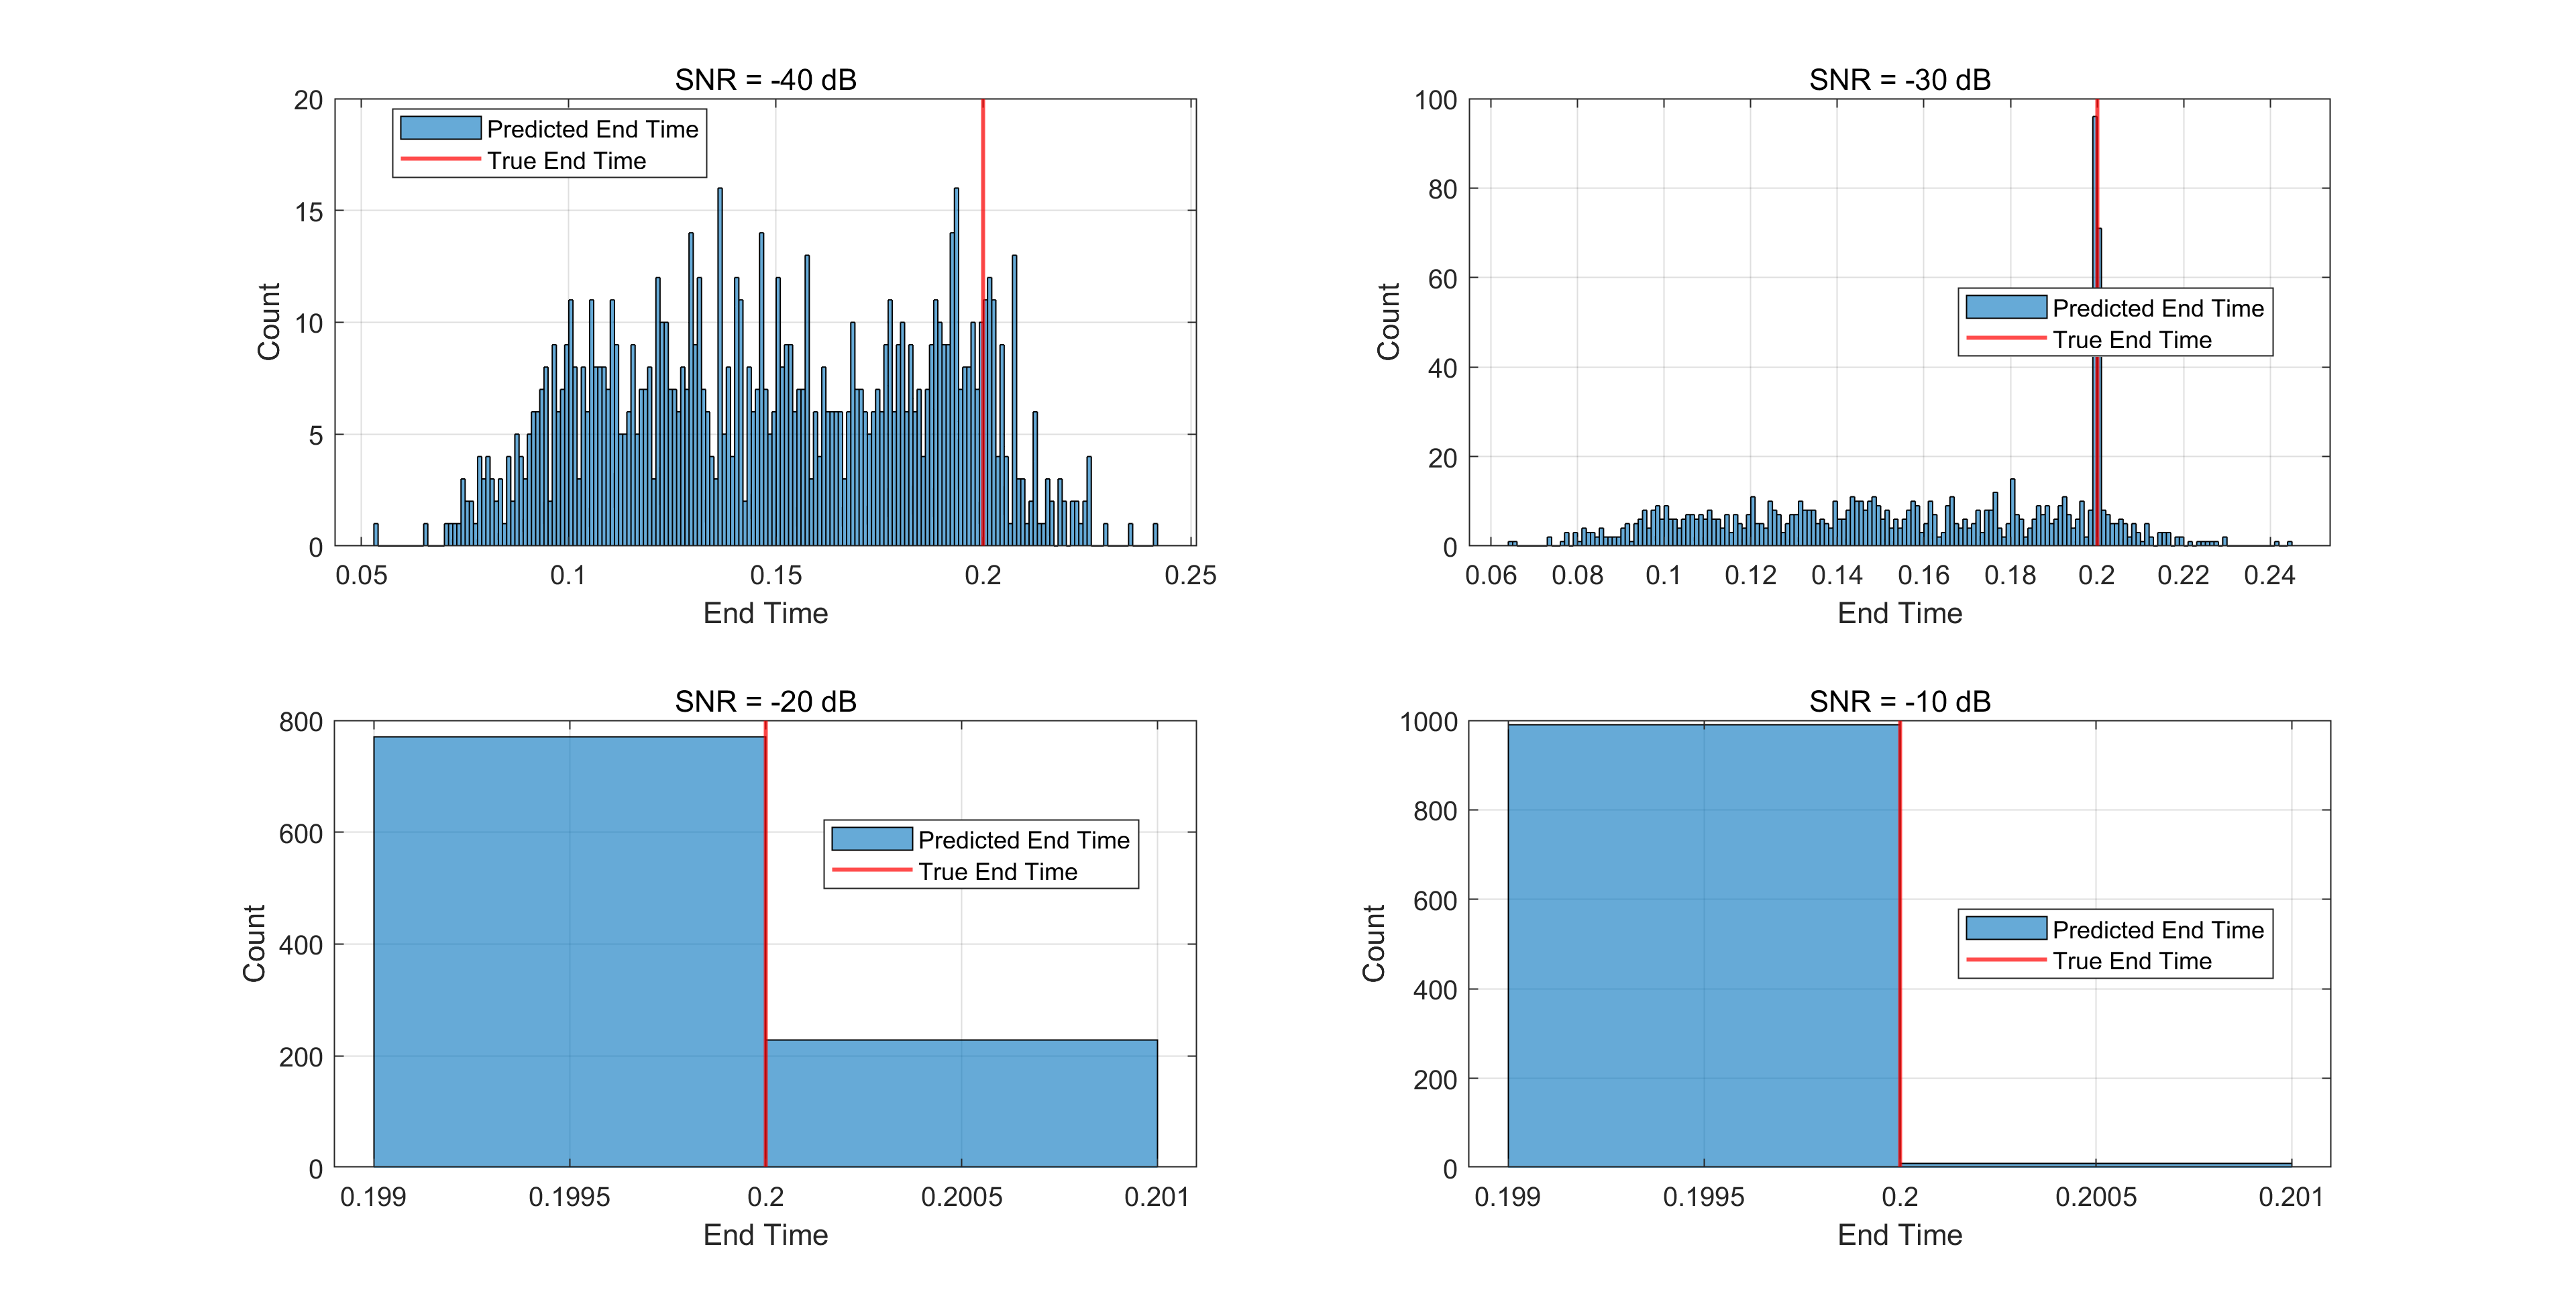 SNR = -40 dB
20
15
10
5
0
Count
Predicted End Time
True End Time
0.05 0.1 0.15 0.2 0.25
End Time
SNR = -30 dB
100
80
60
40
20
0
Count
Predicted End Time
True End Time
0.06 0.08 0.1 0.12 0.14 0.16 0.18 0.2 0.22 0.24
End Time
SNR = -20 dB
800
600
400
200
0
Count
Predicted End Time
True End Time
0.199 0.1995 0.2 0.2005 0.201
End Time
SNR = -10 dB
1000
800
600
400
200
0
Count
Predicted End Time
True End Time
0.199 0.1995 0.2 0.2005 0.201
End Time